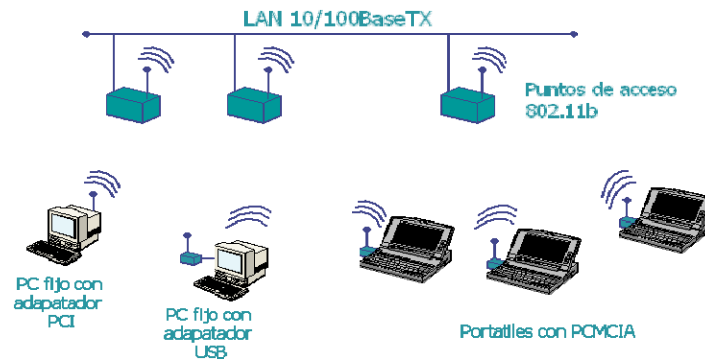 LAN 10/100BaseTX
Puntos de acceso
802.11b
PC fijo con
adapatador
PCI
PC fijo con
adapatador
USB
Portatiles con PCMCIA